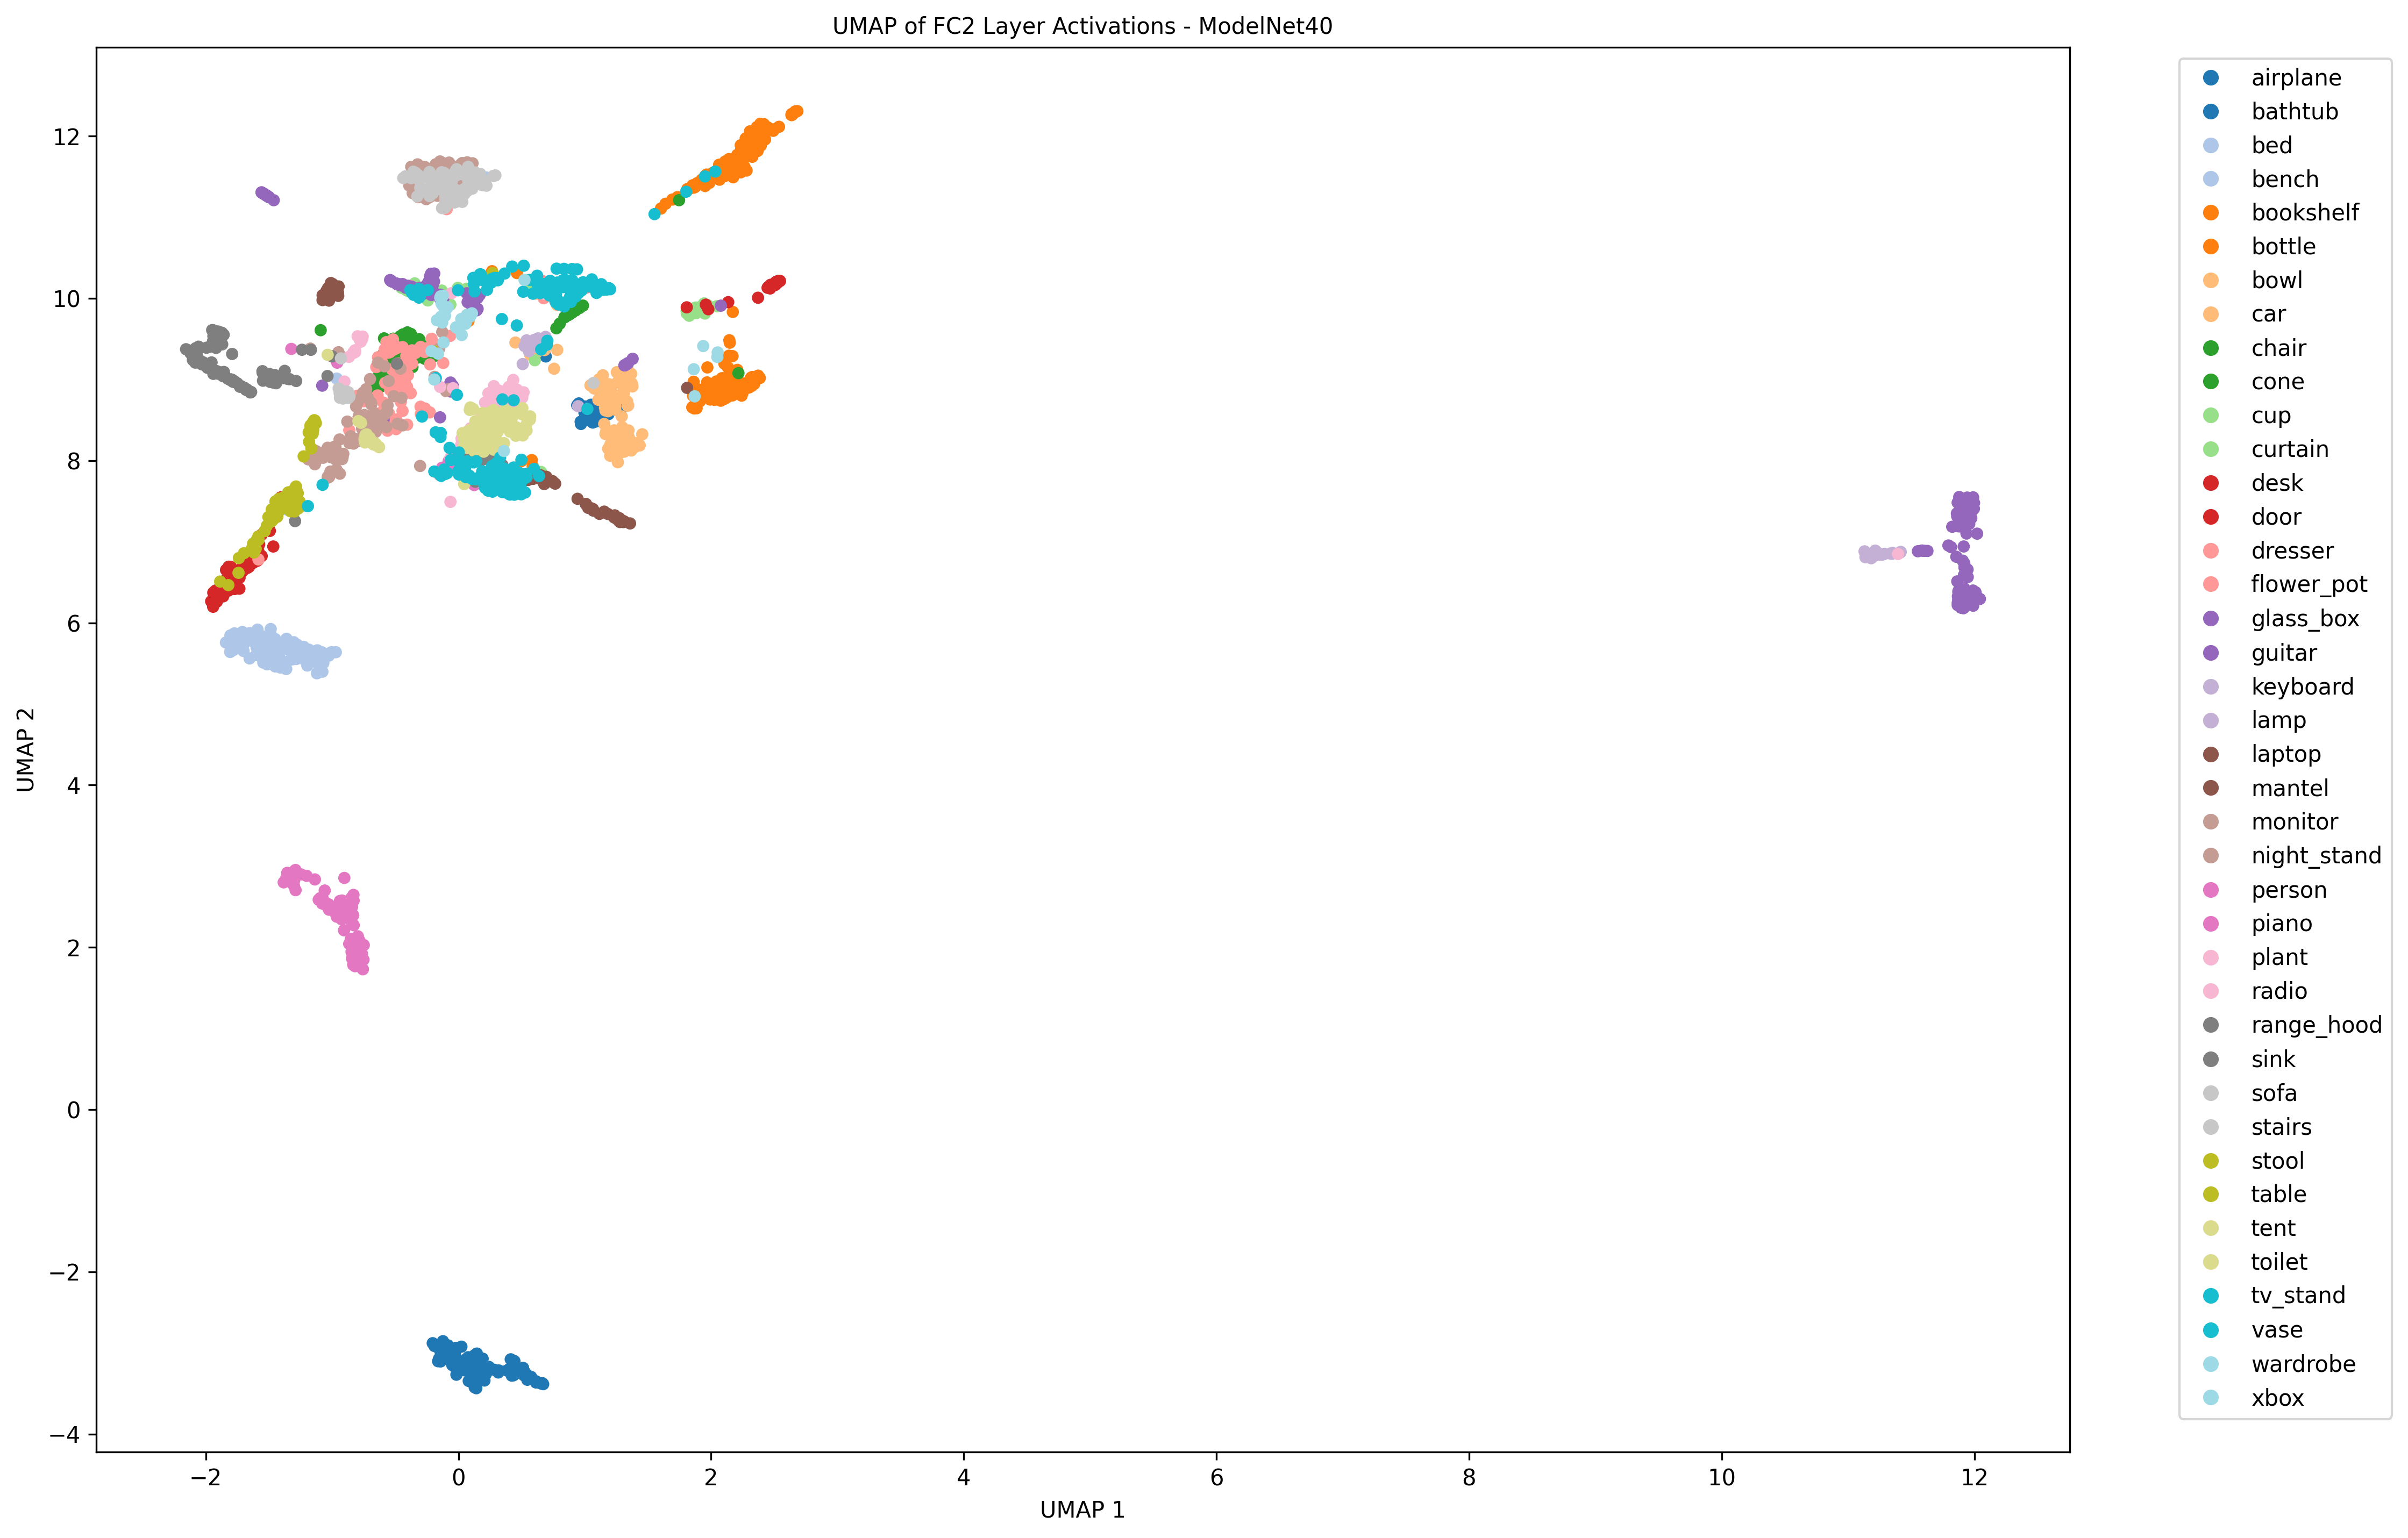 UMAP of FC2 Layer Activations - ModelNet40
12
10
8
6
4
2
0
−2
−4
UMAP 2
−2
0
2
4
6
8
10
12
UMAP 1
airplane
bathtub
bed
bench
bookshelf
bottle
bowl
car
chair
cone
cup
curtain
desk
door
dresser
flower_pot
glass_box
guitar
keyboard
lamp
laptop
mantel
monitor
night_stand
person
piano
plant
radio
range_hood
sink
sofa
stairs
stool
table
tent
toilet
tv_stand
vase
wardrobe
xbox